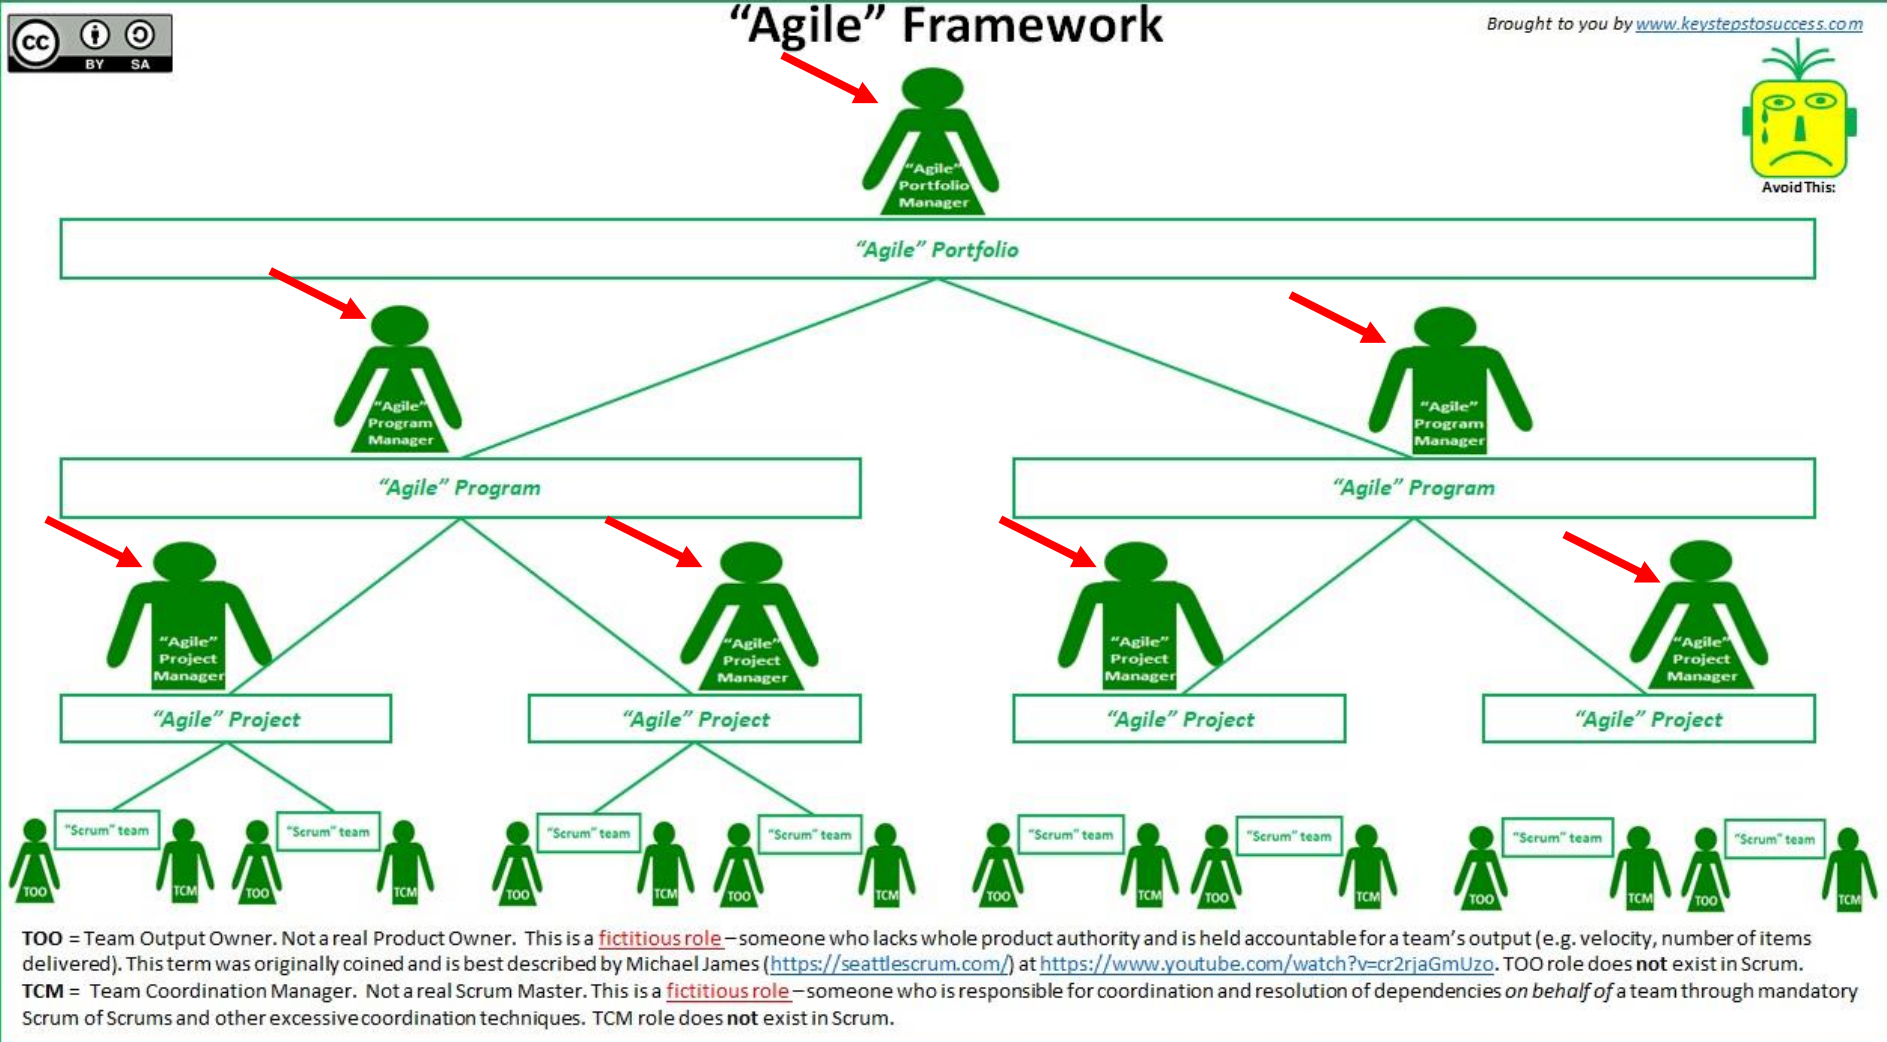 “Agile” Framework
Brought to you by www.keystepstosuccess.com
cc
BY SA
Avoid This:
“Agile”
Portfolio
Manager
“Agile” Portfolio
“Agile”
Program
Manager
“Agile”
Program
Manager
“Agile” Program
“Agile” Program
“Agile”
Project
Manager
“Agile”
Project
Manager
“Agile”
Project
Manager
“Agile”
Project
Manager
“Agile” Project
“Agile” Project
“Agile” Project
“Agile” Project
“Scrum” team
“Scrum” team
“Scrum” team
“Scrum” team
“Scrum” team
“Scrum” team
“Scrum” team
“Scrum” team
TOO
TCM
TOO
TCM
TOO
TCM
TOO
TCM
TOO
TCM
TOO
TCM
TOO
TCM
TOO
TCM
TOO = Team Output Owner. Not a real Product Owner. This is a fictitious role – someone who lacks whole product authority and is held accountable for a team’s output (e.g. velocity, number of items
delivered). This term was originally coined and is best described by Michael James (https://seattlescrum.com/) at https://www.youtube.com/watch?v=cr2rjaGmUzo. TOO role does not exist in Scrum.
TCM = Team Coordination Manager. Not a real Scrum Master. This is a fictitious role – someone who is responsible for coordination and resolution of dependencies on behalf of a team through mandatory
Scrum of Scrums and other excessive coordination techniques. TCM role does not exist in Scrum.